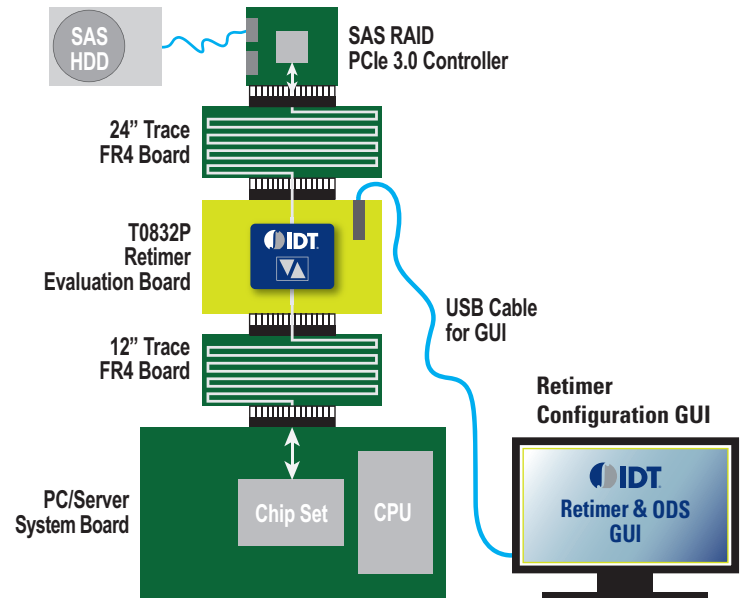 SAS
HDD
SAS RAID
PCIe 3.0 Controller
24” Trace
FR4 Board
T0832P
Retimer
Evaluation Board
IDT
USB Cable
for GUI
12” Trace
FR4 Board
Retimer
Configuration GUI
PC/Server
System Board
Chip Set
CPU
IDT
Retimer & ODS
GUI